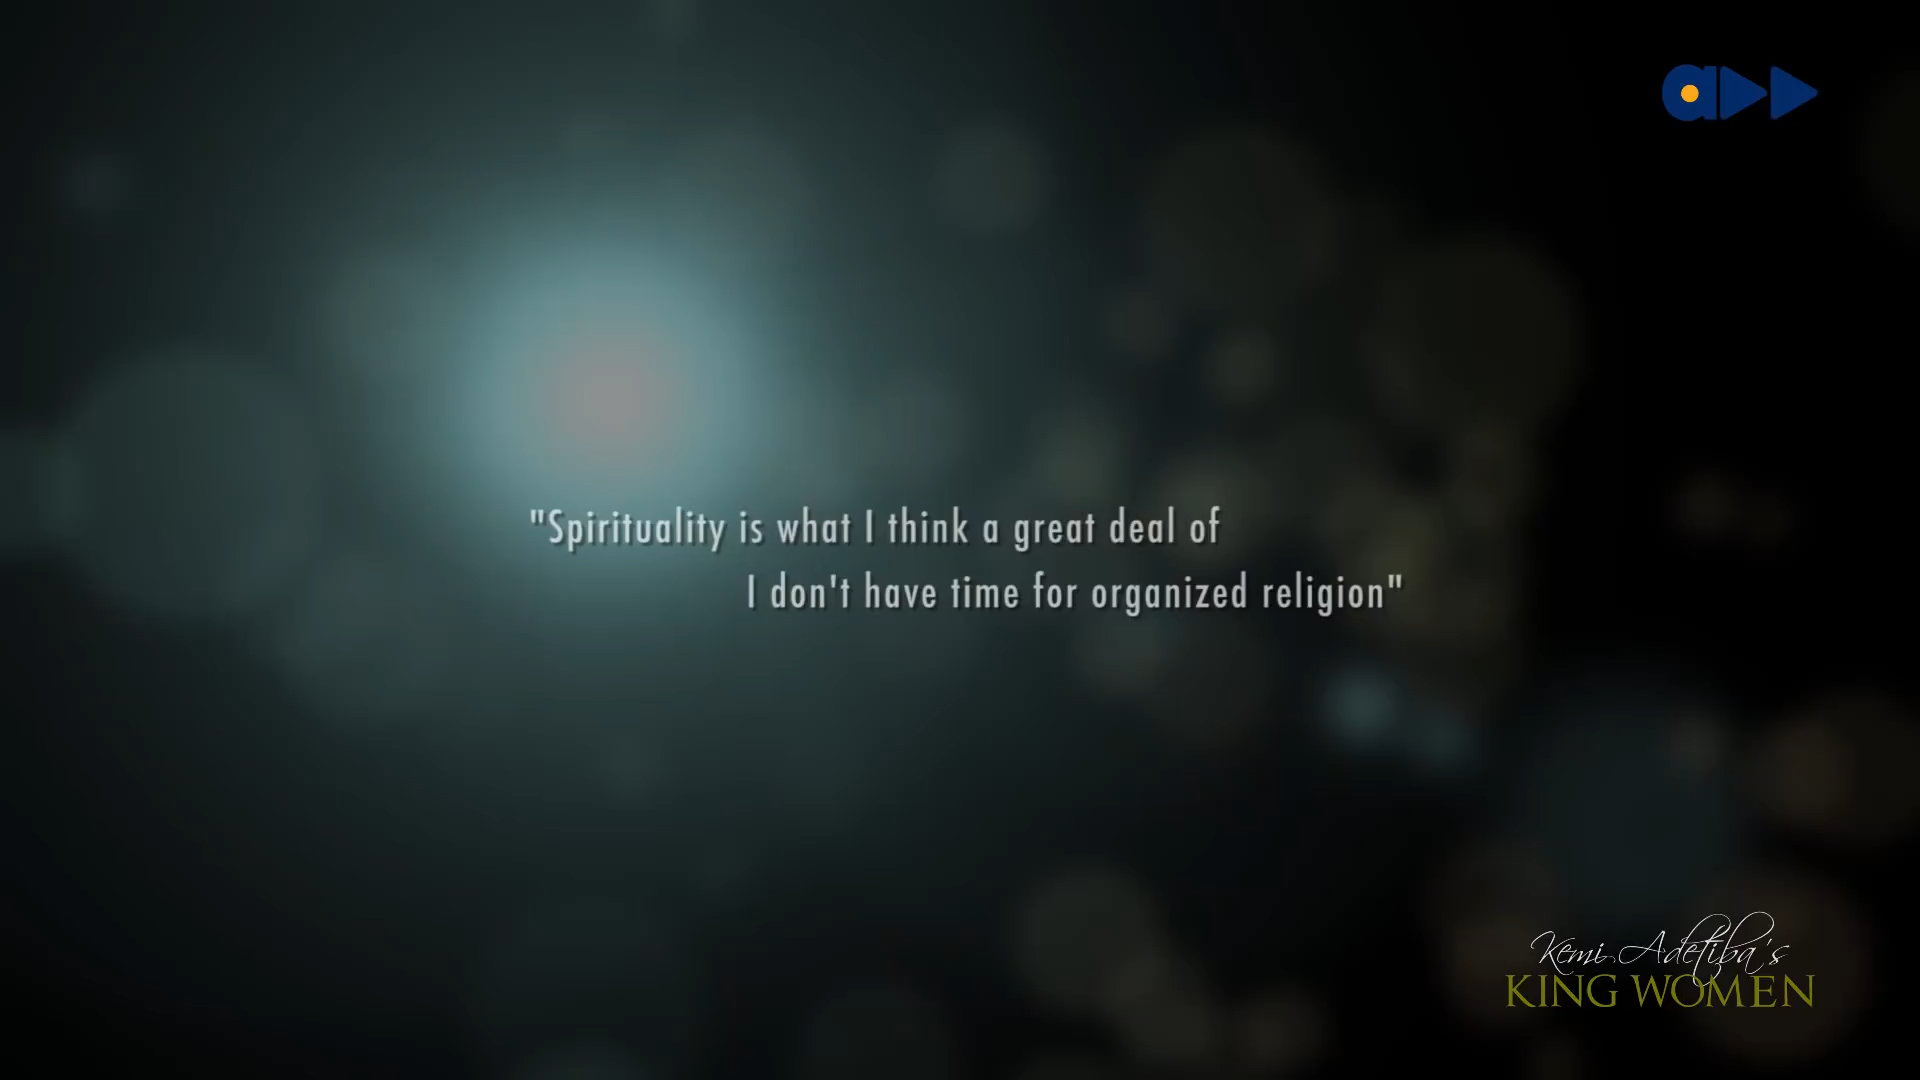 "Spirituality is what I think a great deal of
I don't have time for organized religion"
Kemi Adetiba's
KING WOMEN